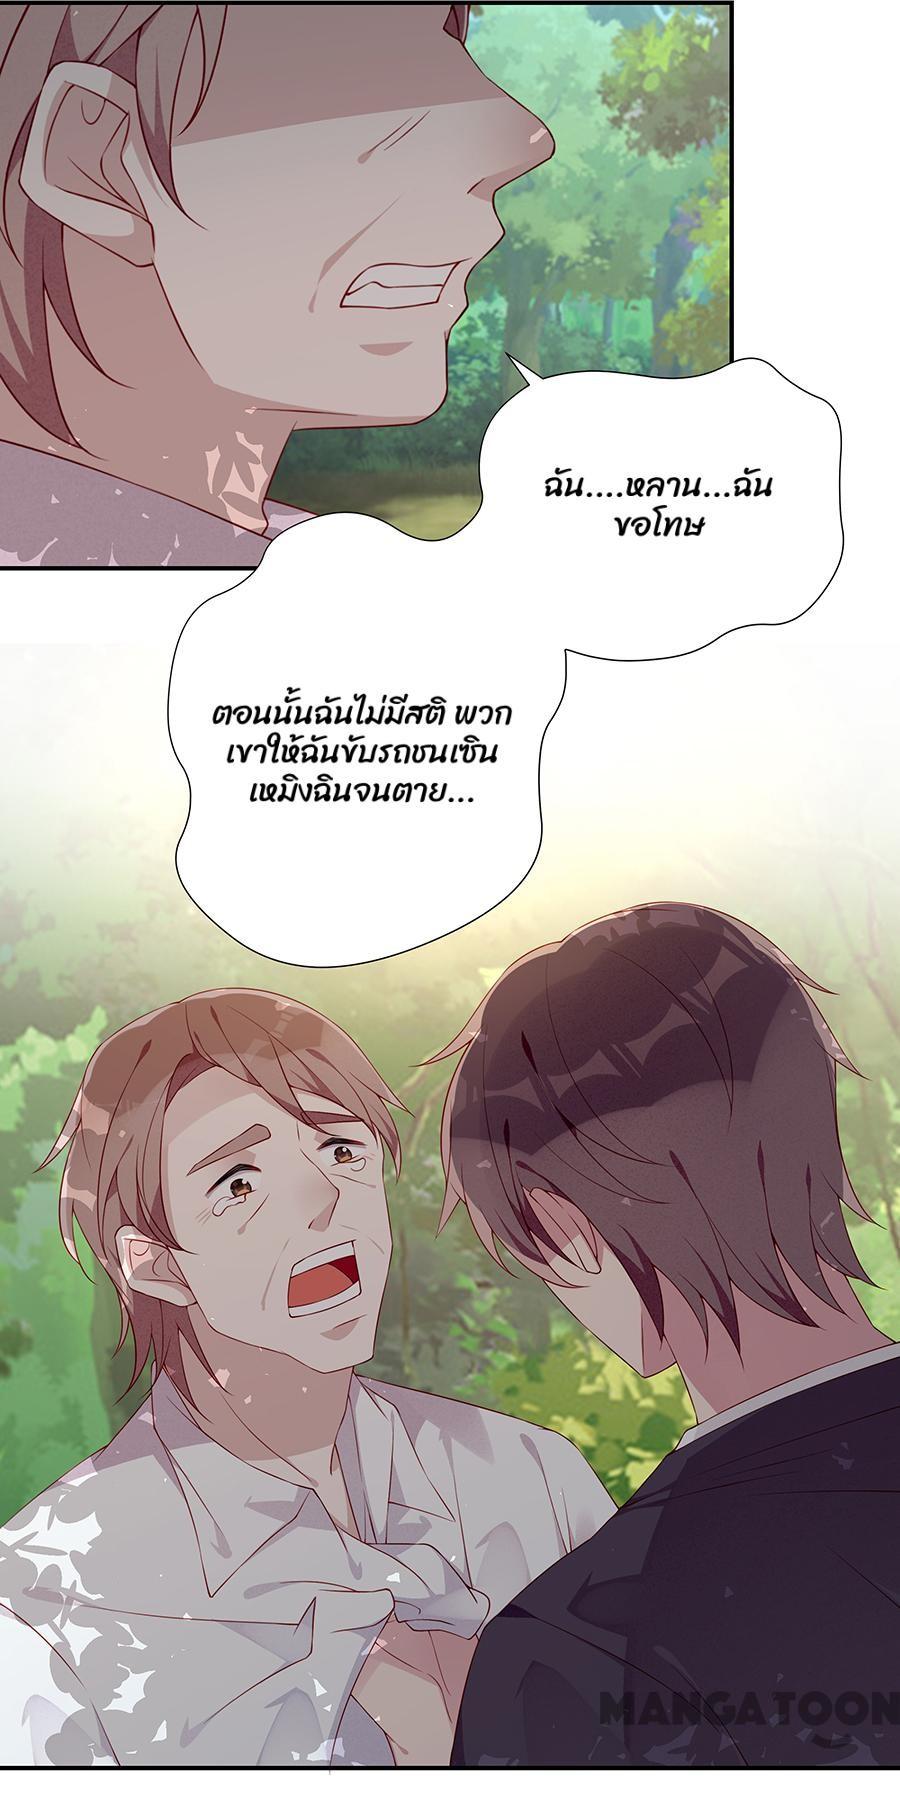 ฉัน....หลาน...ฉัน
ขอโทษ
ตอนนั้นฉันไม่มีสติ พวก
เขาให้ฉันขับรถชนเซิน
เหมิงฉินจนตาย...
MANGATOON